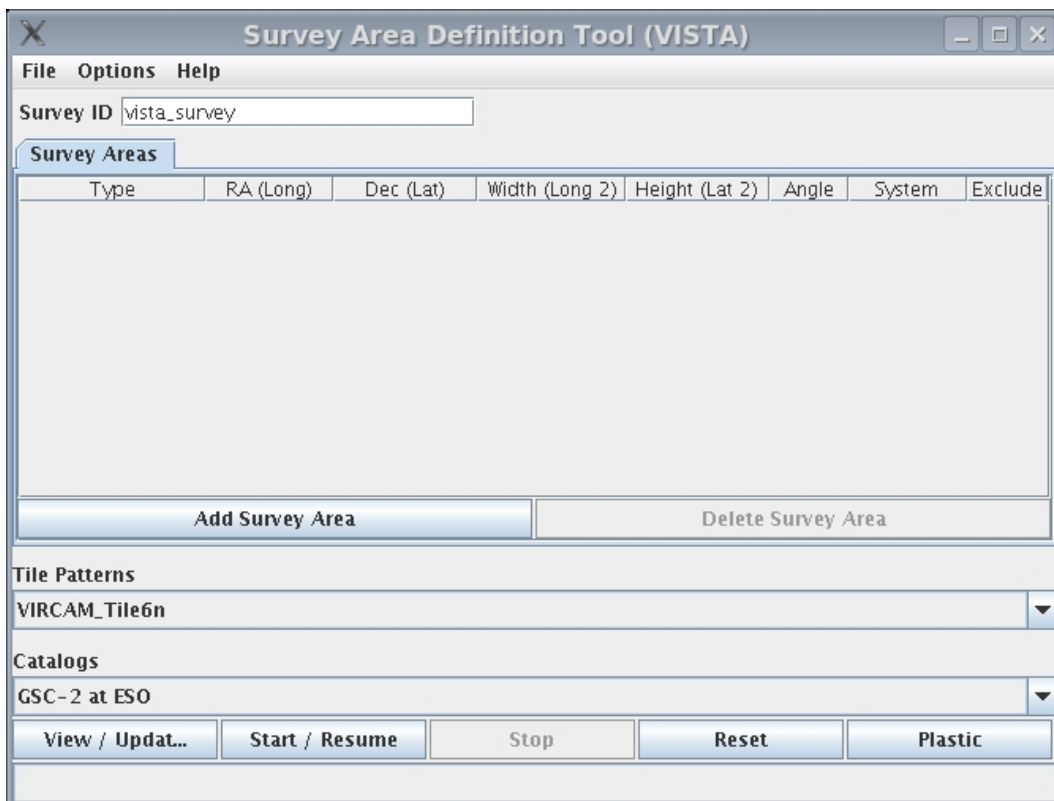 Survey Area Definition Tool (VISTA)
File Options Help
Survey ID vista_survey
Survey Areas
Type RA (Long) Dec (Lat) Width (Long 2) Height (Lat 2) Angle System Exclude
Add Survey Area Delete Survey Area
Tile Patterns
VIRCAM_Tile6n
Catalogs
GSC-2 at ESO
View / Updat... Start / Resume Stop Reset Plastic